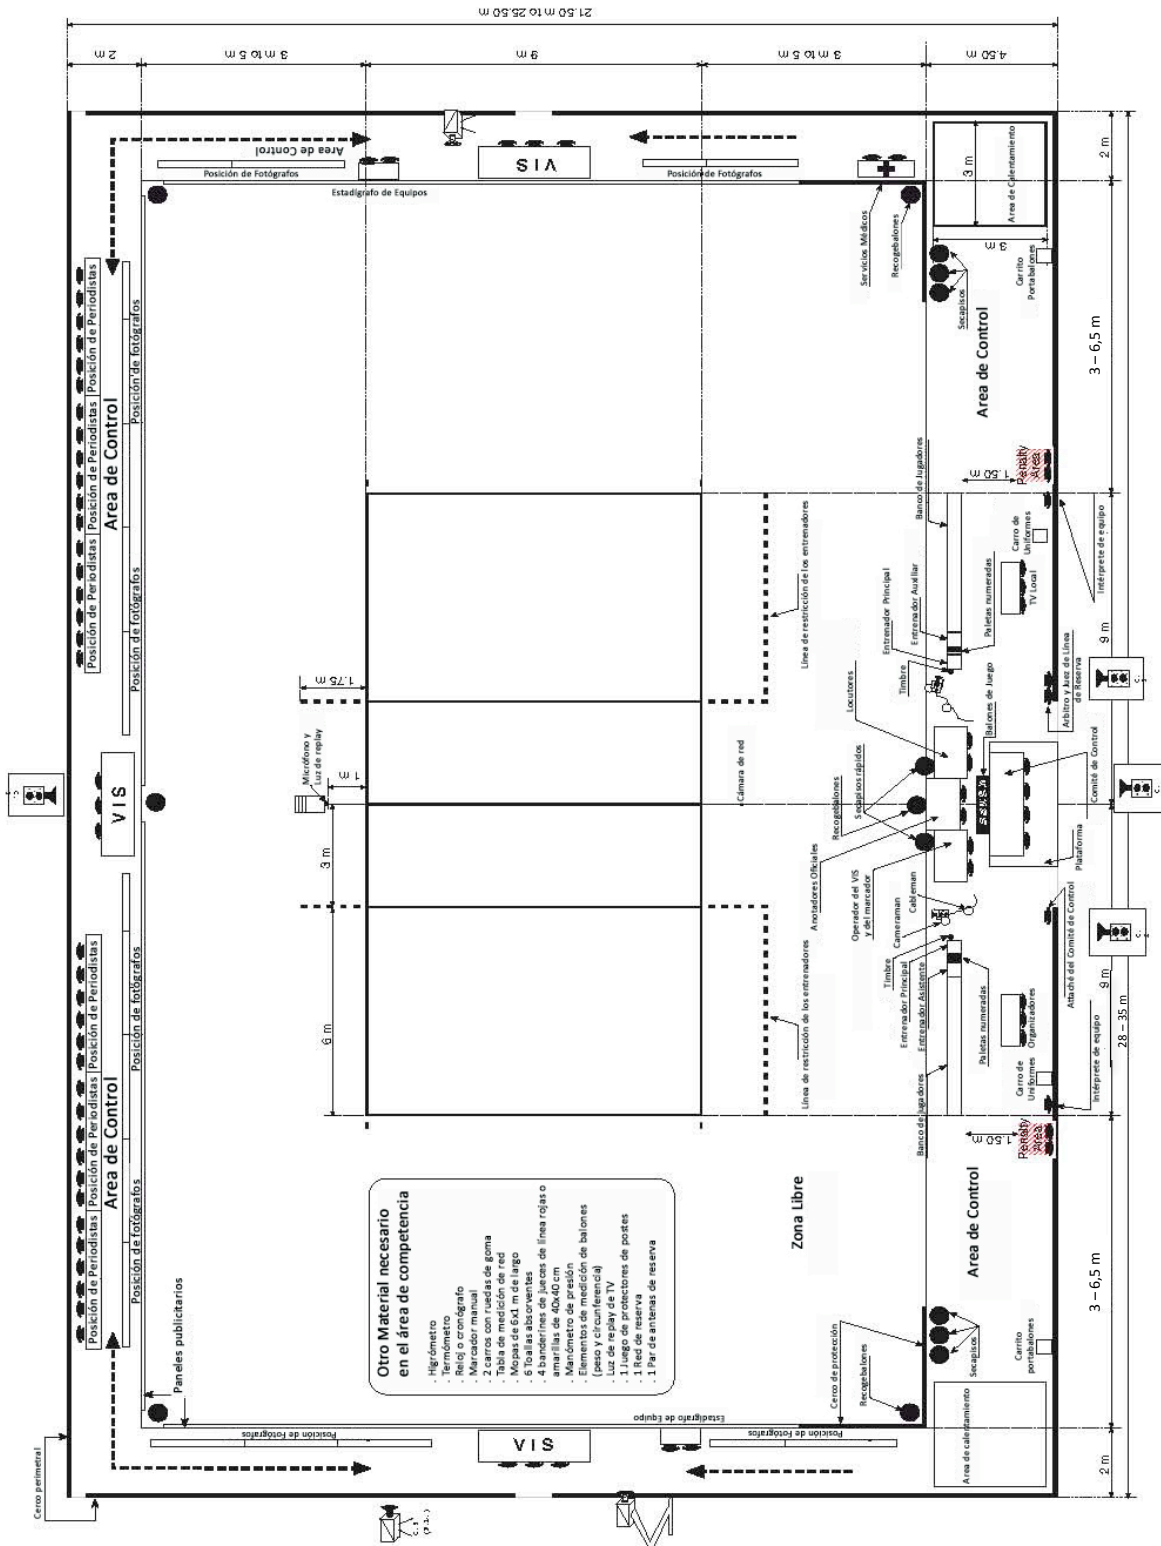 21.50 m to 25.50 m
2 m
3 m to 5 m
9 m
3 m to 5 m
4.50 m
Cerco perimetral
Paneles publicitarios
Posición de Periodistas
Posición de Periodistas
Posición de Periodistas
Area de Control
Posición de fotógrafos
Posición de fotógrafos
VIS
Posición de Periodistas
Posición de Periodistas
Posición de Periodistas
Area de Control
Posición de fotógrafos
Posición de fotógrafos
Area de Control
Posición de Fotógrafos
Estadígrafo de Equipos
VIS
Posición de Fotógrafos
Servicios Médicos
Recogebalones
Posición de Fotógrafos
VIS
Estadígrafo de Equipo
Posición de Fotógrafos
Otro Material necesario
en el área de competencia
. Higrómetro
. Termómetro
. Reloj o cronógrafo
. Marcador manual
. 2 carros con ruedas de goma
. Tabla de medición de red
. Mopas de 6x1 m de largo
. 6 Toallas absorventes
. 4 banderines de jueces de línea rojas o
amarillas de 40x40 cm
. Manómetro de presión
. Elementos de medición de balones
(peso y circunferencia)
. Luz de replay de TV
. 1 Juego de protectores de postes
. 1 Red de reserva
. 1 Par de antenas de reserva
Micrófono y
Luz de replay
1 m
1.75 m
3 m
6 m
Cámara de red
Línea de restricción de los entrenadores
Línea de restricción de los entrenadores
Zona Libre
Cerco de protección
Recogebalones
Banco de jugadores
Timbre
Entrenador Principal
Entrenador Asistente
Cameraman
Cableman
Operador del VIS
y del marcador
Anotadores Oficiales
Recogebalones
Secapisos rápidos
Locutores
Timbre
Entrenador Principal
Entrenador Auxiliar
Banco de Jugadores
Paletas numeradas
Balones de Juego
Paletas numeradas
Area de calentamiento
Secapisos
Carrito
portabalones
Area de Control
1.50 m
Penalty
Area
Carro de
Uniformes
Organizadores
Intérprete de equipo
Attaché del Comité de Control
Plataforma
Comité de Control
Arbitro y Juez de Línea
de Reserva
TV Local
Carro de
Uniformes
Intérprete de equipo
Penalty
Area
1.50 m
Area de Control
Secapisos
Carrito
Portabalones
3 m
3 m
Area de Calentamiento
2 m
3 – 6,5 m
9 m
9 m
3 – 6,5 m
2 m
28 – 35 m